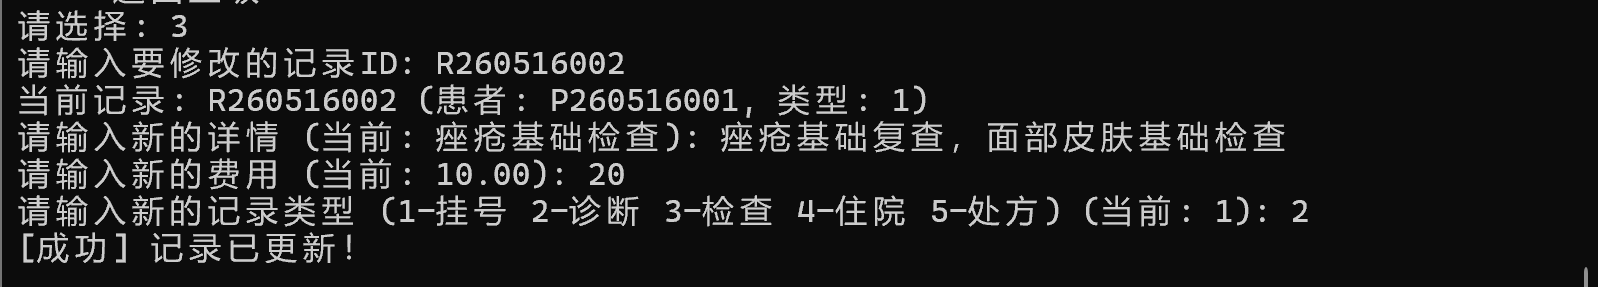 请选择: 3
请输入要修改的记录ID: R260516002
当前记录: R260516002 (患者: P260516001, 类型: 1)
请输入新的详情 (当前: 痤疮基础检查): 痤疮基础复查，面部皮肤基础检查
请输入新的费用 (当前: 10.00): 20
请输入新的记录类型 (1-挂号 2-诊断 3-检查 4-住院 5-处方) (当前: 1): 2
[成功] 记录已更新!